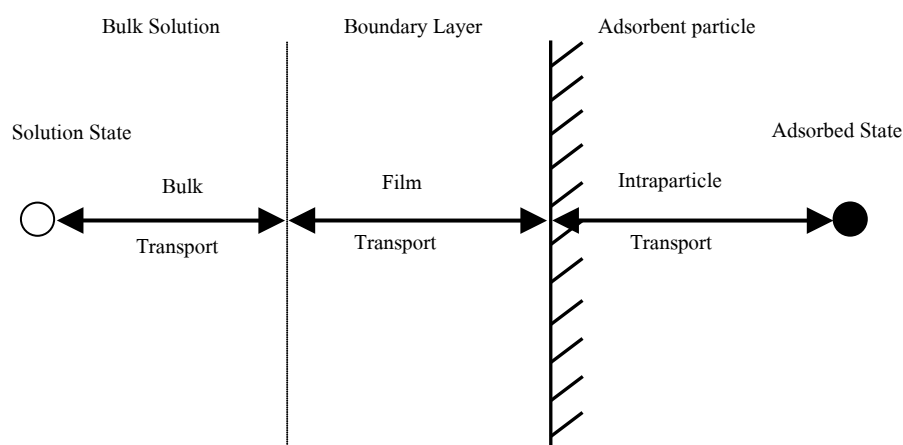 Bulk Solution
Boundary Layer
Adsorbent particle
Solution State
Adsorbed State
Bulk
Transport
Film
Transport
Intraparticle
Transport